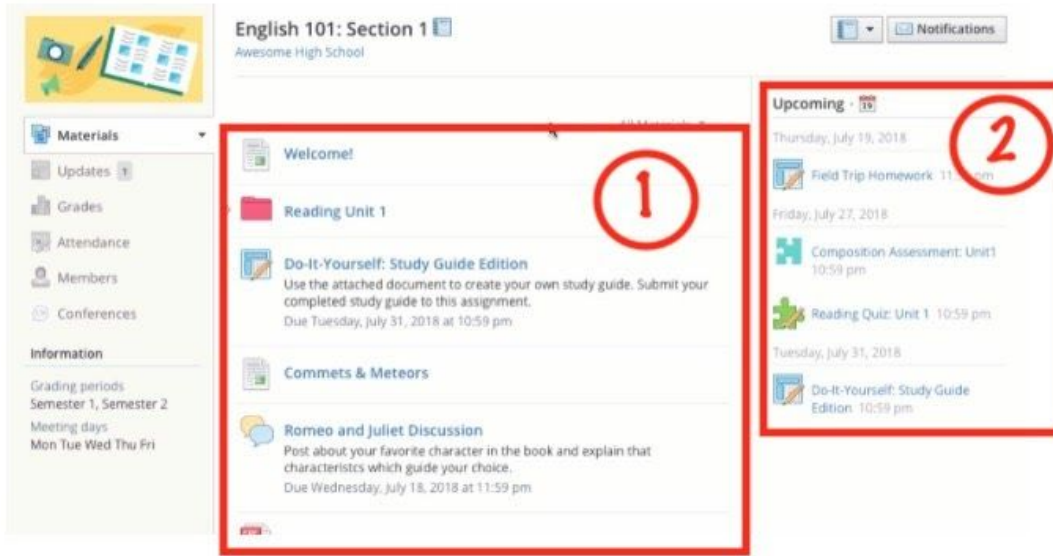 English 101: Section 1
Awesome High School
Notifications
Materials
Updates 1
Grades
Attendance
Members
Conferences
Information
Grading periods
Semester 1, Semester 2
Meeting days
Mon Tue Wed Thu Fri
All Materials
1
Welcome!
Reading Unit 1
Do-It-Yourself: Study Guide Edition
Use the attached document to create your own study guide. Submit your
completed study guide to this assignment.
Due Tuesday, July 31, 2018 at 10:59 pm
Commets & Meteors
Romeo and Juliet Discussion
Post about your favorite character in the book and explain that
characteristcs which guide your choice.
Due Wednesday, July 18, 2018 at 11:59 pm
2
Upcoming · 19
Thursday, July 19, 2018
Field Trip Homework pm
Friday, July 27, 2018
Composition Assessment: Unit1
10:59 pm
Reading Quiz: Unit 1 10:59 pm
Tuesday, July 31, 2018
Do-It-Yourself: Study Guide
Edition 10:59 pm